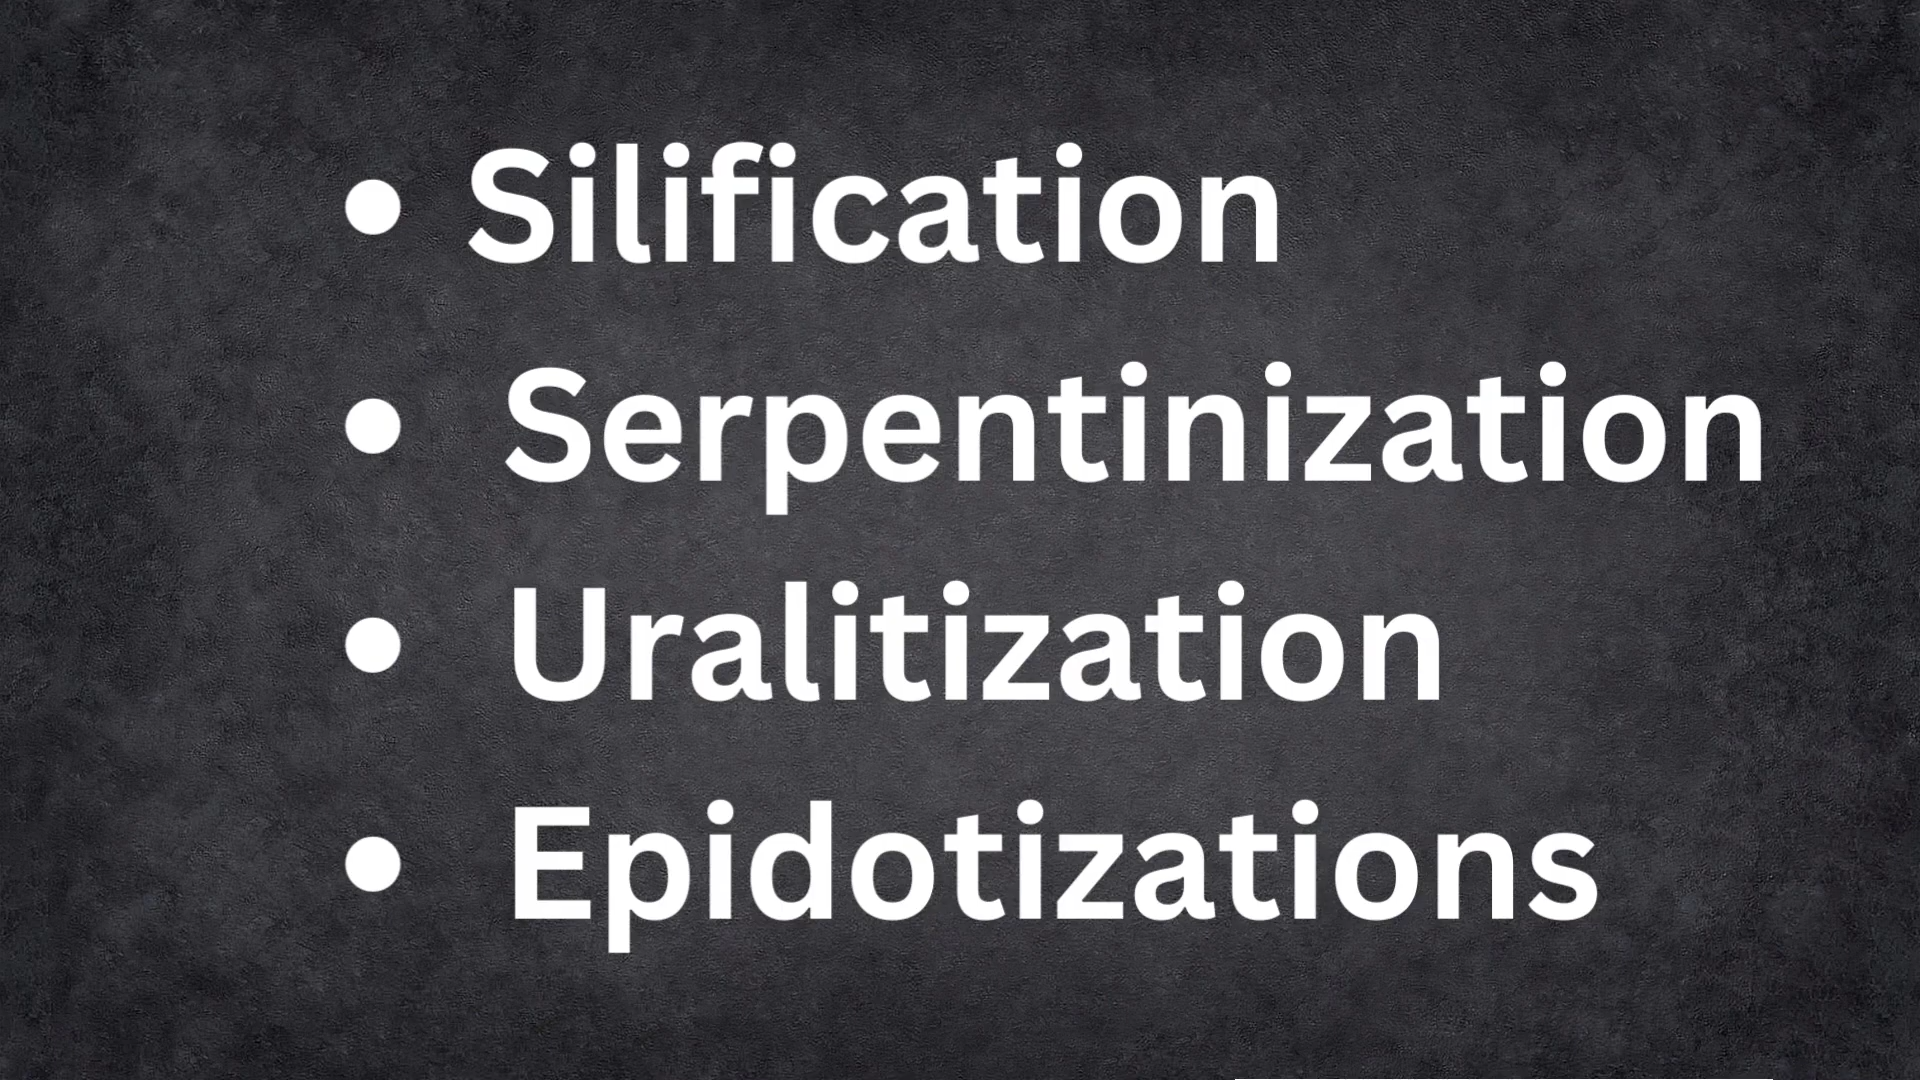 • Silification
• Serpentinization
• Uralitization
• Epidotizations